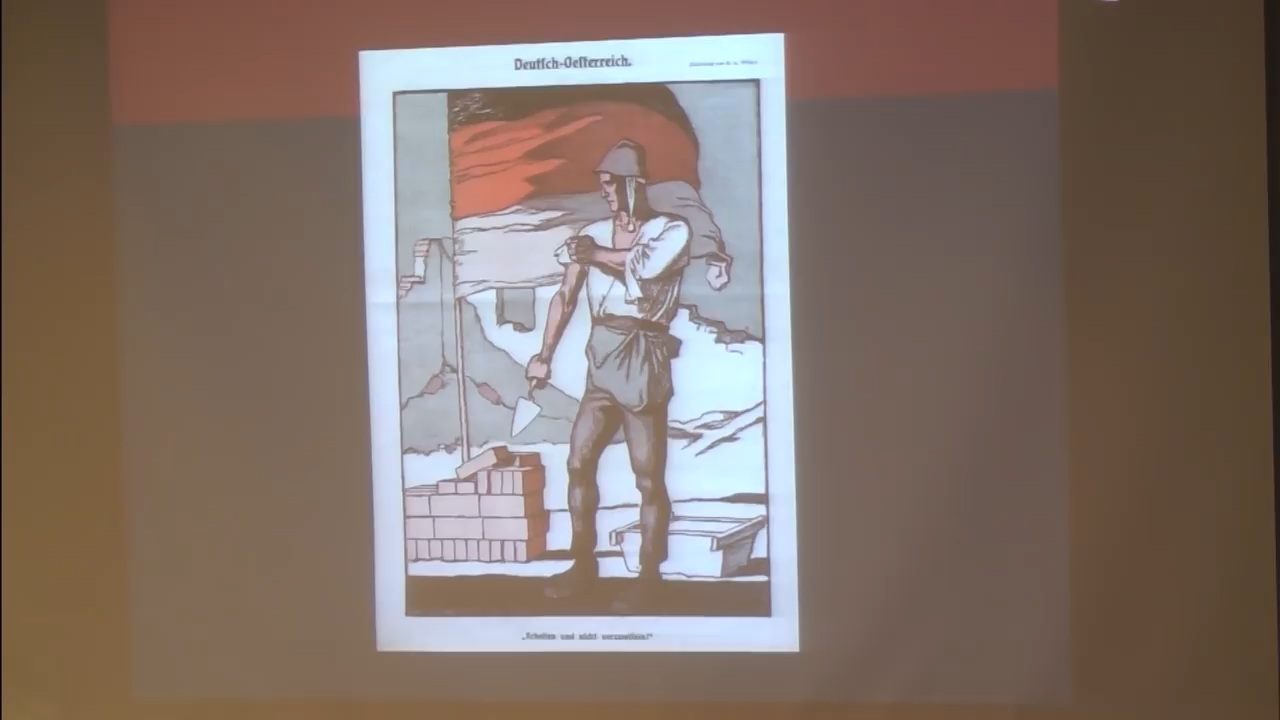 Deutsch-Oesterreich.
„Arbeiten und nicht verzweifeln!“